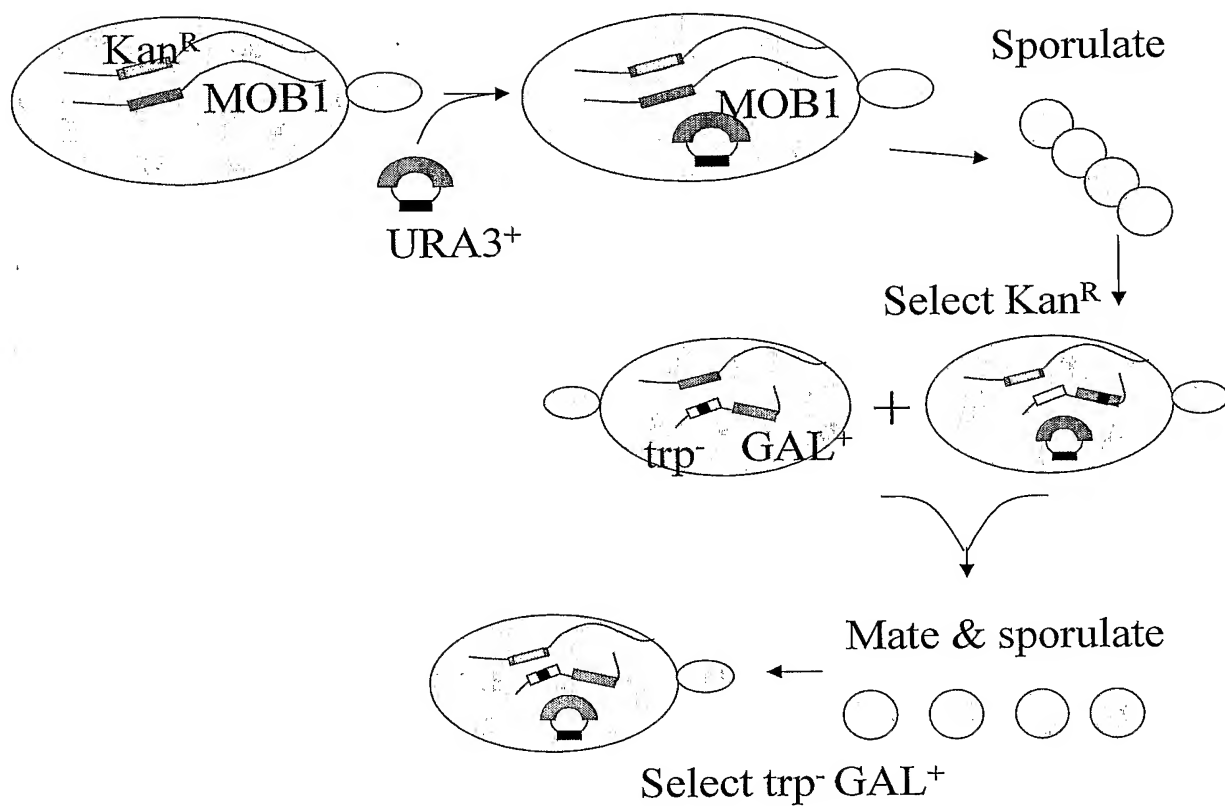 Kan^R
MOB1
URA3⁺
MOB1
Sporulate
Select Kan^R
trp⁻ GAL⁺
+
Mate & sporulate
Select trp⁻ GAL⁺